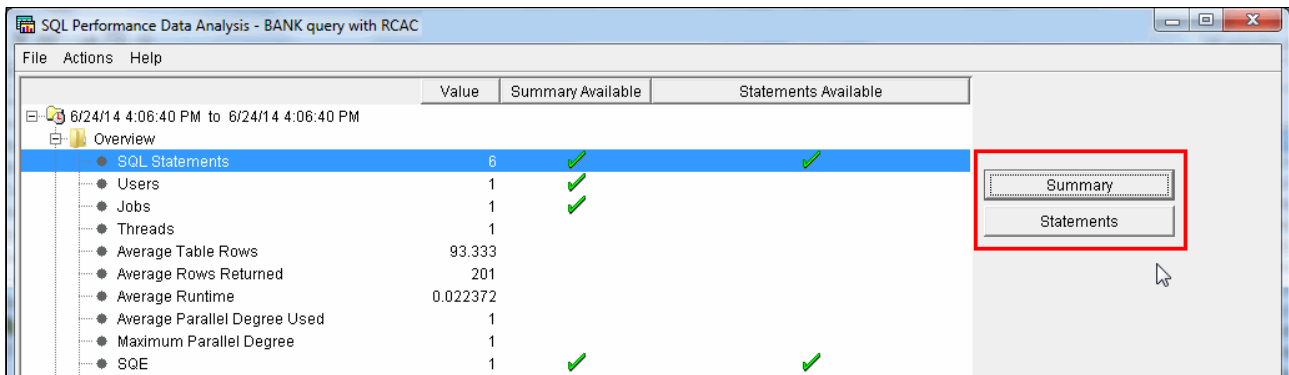 SQL Performance Data Analysis - BANK query with RCAC
File Actions Help
Value Summary Available Statements Available
6/24/14 4:06:40 PM to 6/24/14 4:06:40 PM
Overview
SQL Statements 6
Users 1
Jobs 1
Threads 1
Average Table Rows 93.333
Average Rows Returned 201
Average Runtime 0.022372
Average Parallel Degree Used 1
Maximum Parallel Degree 1
SQE 1
Summary
Statements